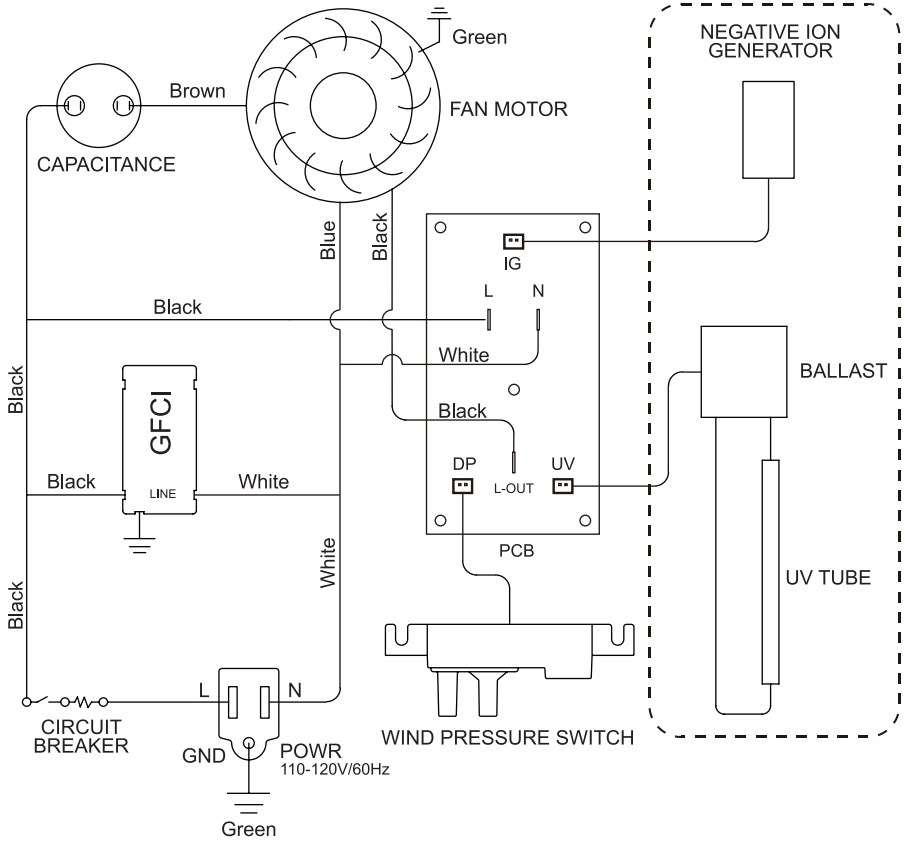 Green
NEGATIVE ION
GENERATOR
Brown
FAN MOTOR
CAPACITANCE
Blue
Black
IG
L
N
Black
White
BALLAST
Black
GFCI
Black
DP
UV
Black
LINE
White
L-OUT
White
PCB
Black
UV TUBE
L
N
CIRCUIT
BREAKER
WIND PRESSURE SWITCH
GND
POWR
110-120V/60Hz
Green